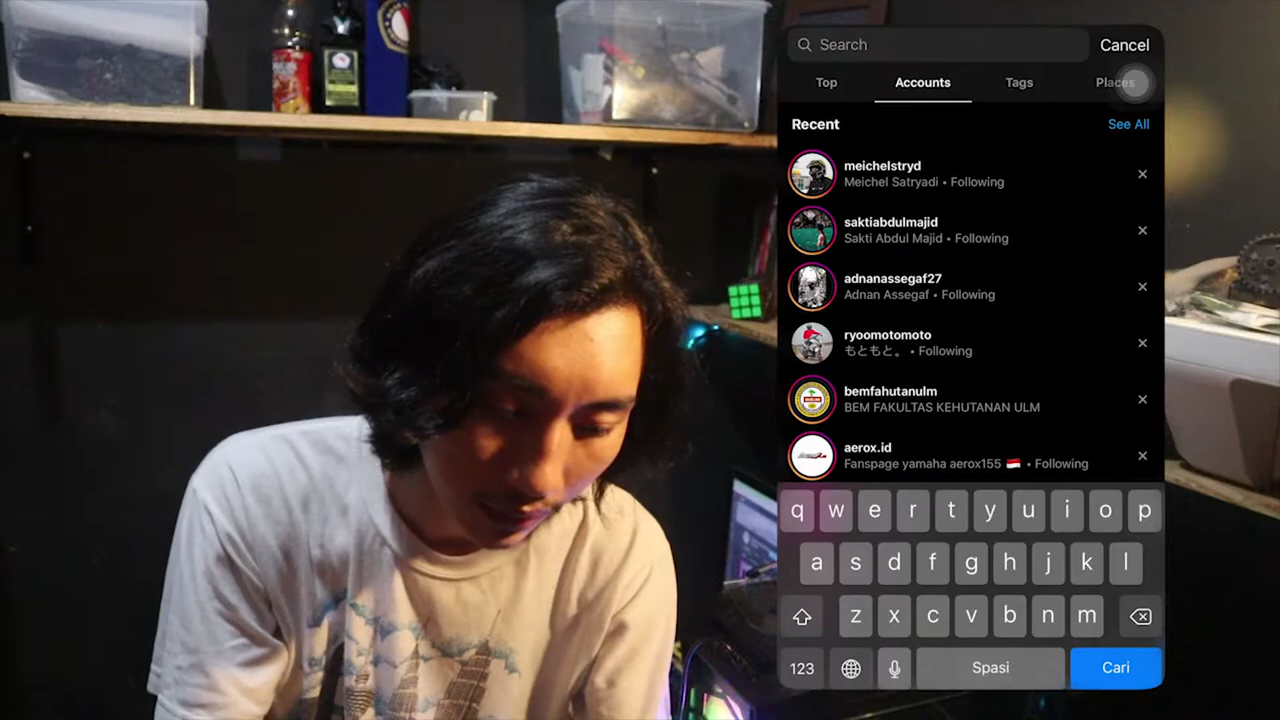 Search
Cancel
Top
Accounts
Tags
Places
Recent
See All
meichelstryd
Meichel Satryadi • Following
saktiabdulmajid
Sakti Abdul Majid • Following
adnanassegaf27
Adnan Assegaf • Following
ryoomotomoto
もともと。 • Following
bemfahutanulm
BEM FAKULTAS KEHUTANAN ULM
aerox.id
Fanspage yamaha aerox155 🇮🇩 • Following
q w e r t y u i o p
a s d f g h j k l
z x c v b n m
123
Spasi
Cari